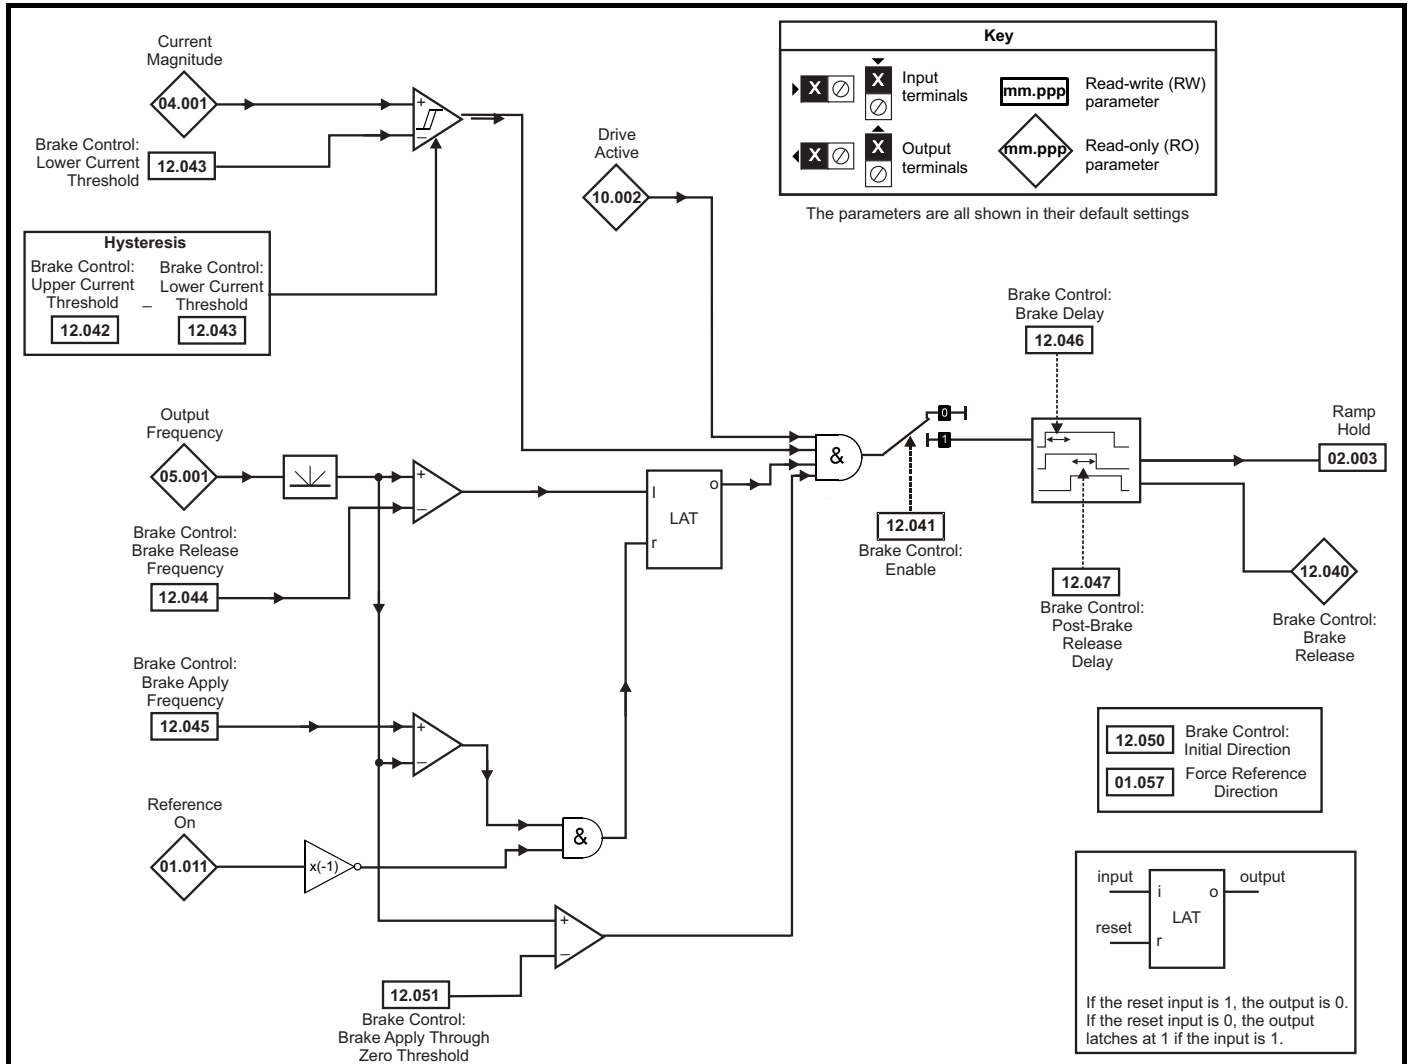 Current
Magnitude
04.001
+
−
Brake Control:
Lower Current
Threshold
12.043
Hysteresis
Brake Control:
Upper Current
Threshold
12.042
–
Brake Control:
Lower Current
Threshold
12.043
Drive
Active
10.002
Key
X
X
Input
terminals
mm.ppp
Read-write (RW)
parameter
X
X
Output
terminals
mm.ppp
Read-only (RO)
parameter
The parameters are all shown in their default settings
Output
Frequency
05.001
+
−
Brake Control:
Brake Release
Frequency
12.044
I
o
LAT
r
&
0
1
12.041
Brake Control:
Enable
Brake Control:
Brake Delay
12.046
12.047
Brake Control:
Post-Brake
Release
Delay
Ramp
Hold
02.003
12.040
Brake Control:
Brake
Release
Brake Control:
Brake Apply
Frequency
12.045
+
−
Reference
On
01.011
x(-1)
&
+
−
12.051
Brake Control:
Brake Apply Through
Zero Threshold
12.050
Brake Control:
Initial Direction
01.057
Force Reference
Direction
input
output
i
o
LAT
reset
r
If the reset input is 1, the output is 0.
If the reset input is 0, the output
latches at 1 if the input is 1.